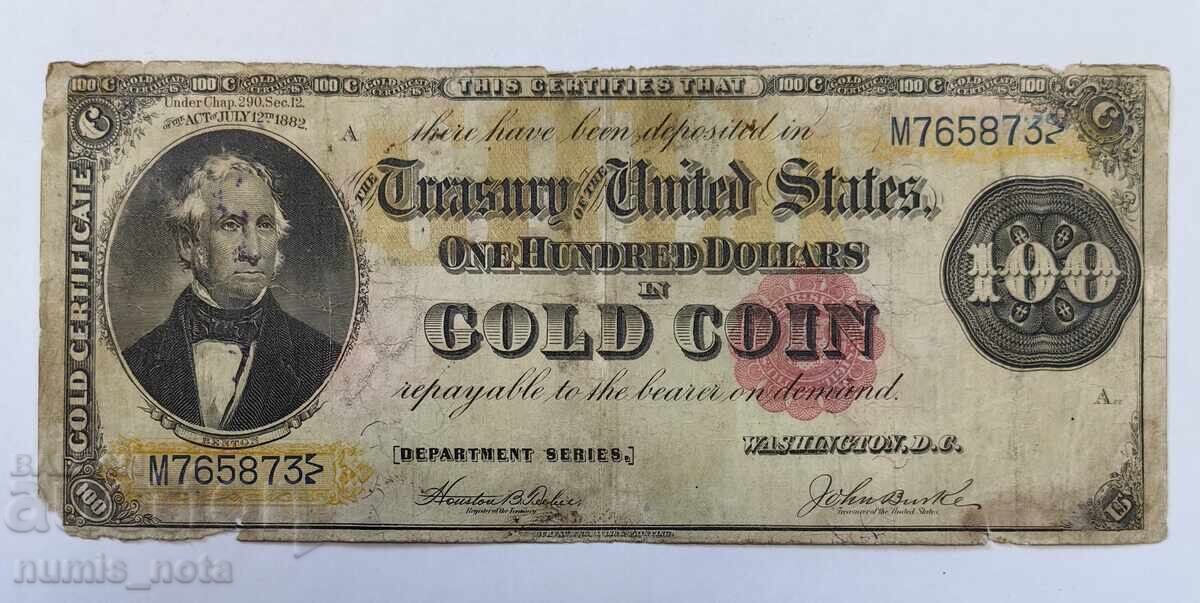 THIS CERTIFIES THAT
Under Chap. 290. Sec. 12.
of the ACT of JULY 12TH 1882.
A
there have been deposited in
M765873
THE Treasury OF THE United States,
ONE HUNDRED DOLLARS
IN
GOLD COIN
100
repayable to the bearer on demand.
A
GOLD CERTIFICATE
BENTON
M765873
[DEPARTMENT SERIES.]
WASHINGTON, D.C.
Houston B. Teehee
Register of the Treasury
John Burke
Treasurer of the United States.
100
numis_nota